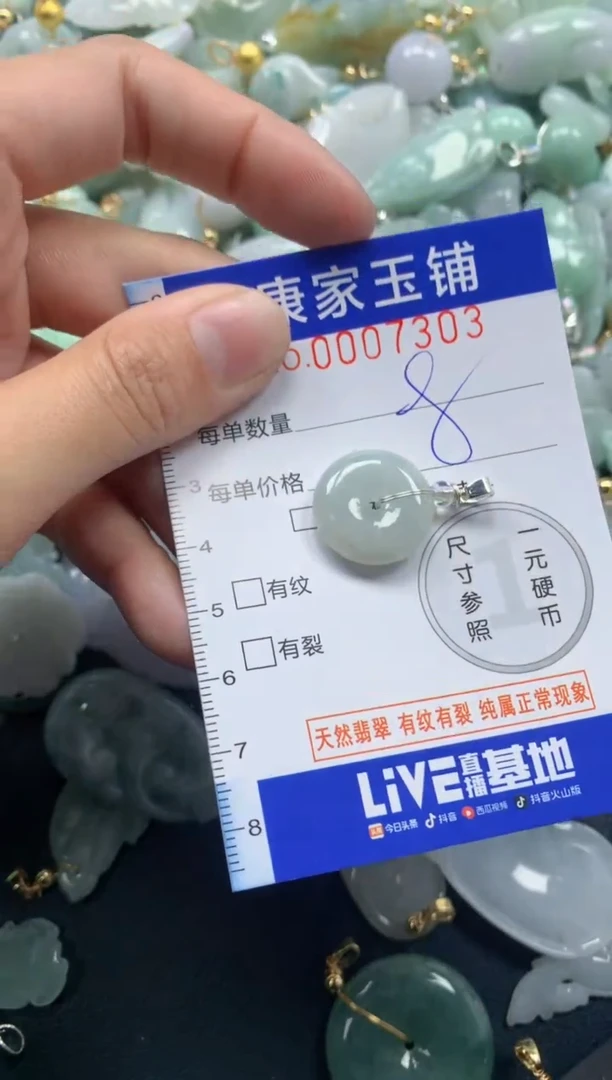 康家玉铺
No.0007303
每单数量 8
每单价格
3
4
5
6
7
8
有纹
有裂
一元硬币
尺寸参照
1
天然翡翠 有纹有裂 纯属正常现象
LiVE直播基地
今日头条 抖音 西瓜视频 抖音火山版